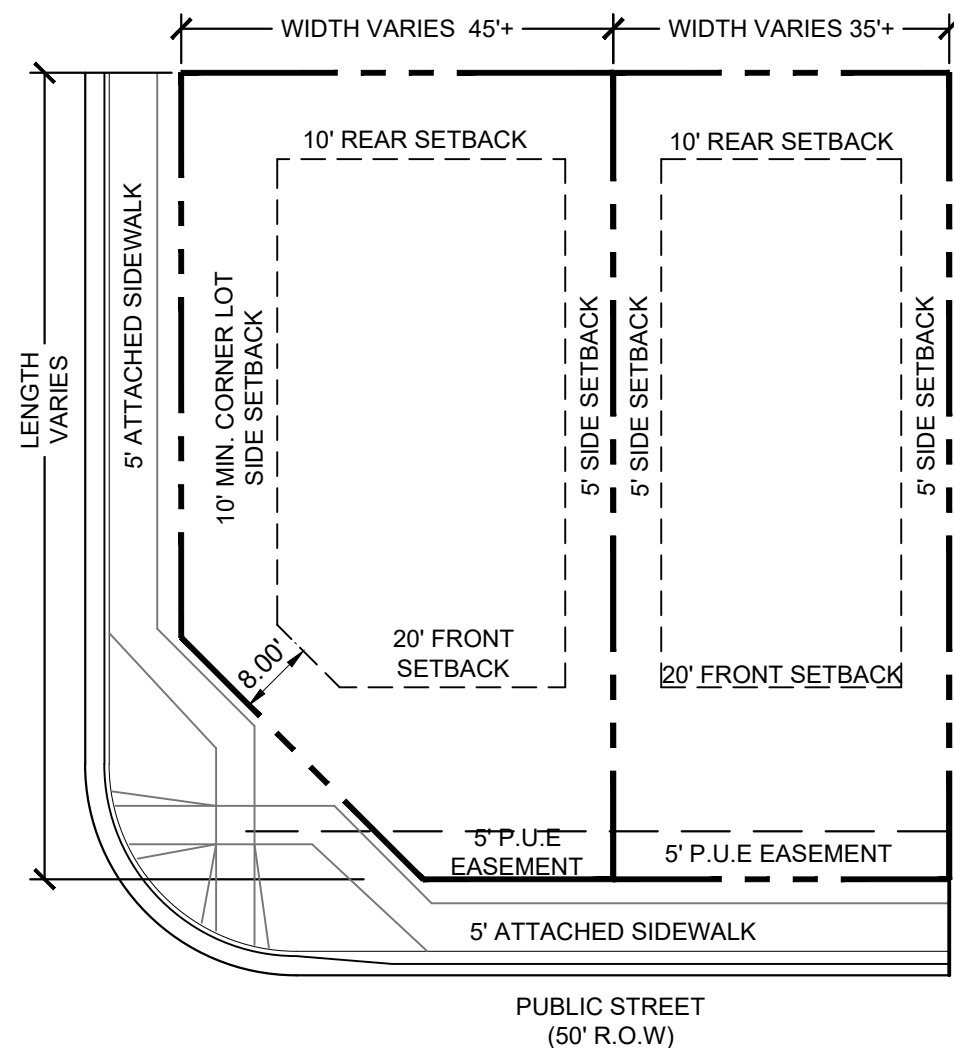 WIDTH VARIES 45'+
WIDTH VARIES 35'+
10' REAR SETBACK
10' REAR SETBACK
5' ATTACHED SIDEWALK
10' MIN. CORNER LOT
SIDE SETBACK
5' SIDE SETBACK
5' SIDE SETBACK
5' SIDE SETBACK
LENGTH
VARIES
20' FRONT
SETBACK
20' FRONT SETBACK
8.00'
5' P.U.E
EASEMENT
5' P.U.E EASEMENT
5' ATTACHED SIDEWALK
PUBLIC STREET
(50' R.O.W)